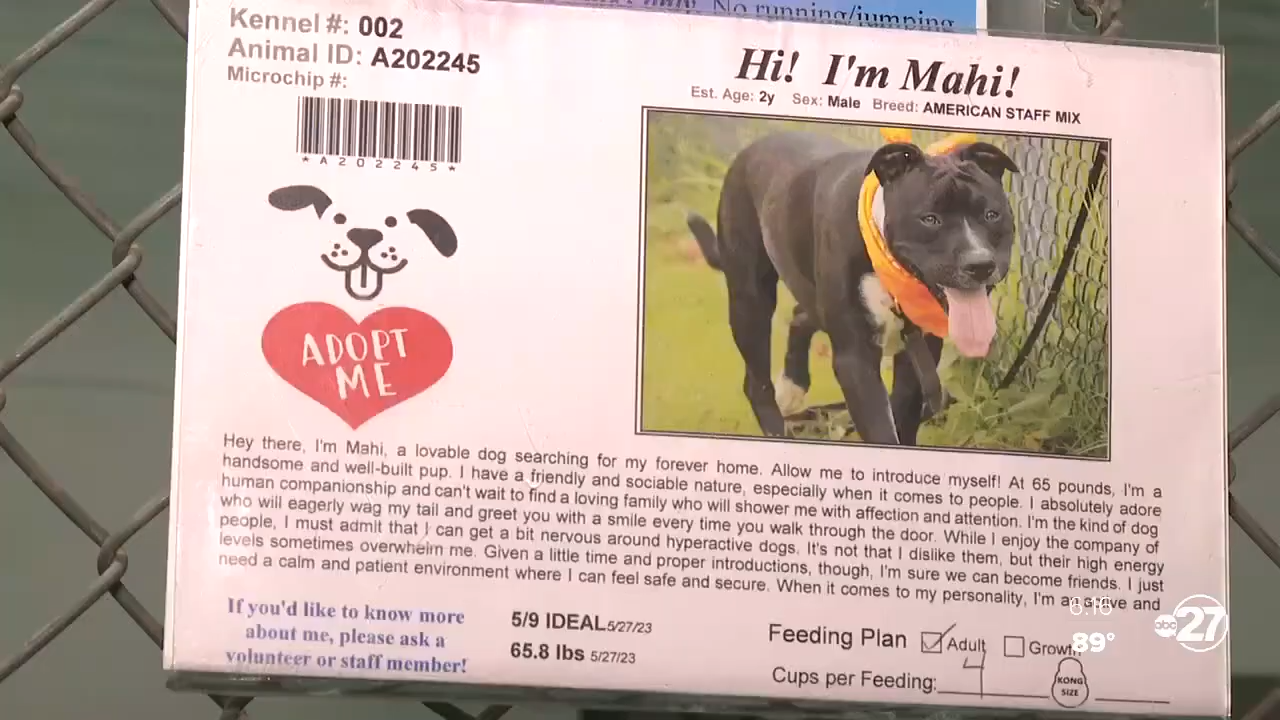 No running/jumping
Kennel #: 002
Animal ID: A202245
Microchip #:
*A202245*
ADOPT
ME
Hi! I'm Mahi!
Est. Age: 2y Sex: Male Breed: AMERICAN STAFF MIX
Hey there, I'm Mahi, a lovable dog searching for my forever home. Allow me to introduce myself! At 65 pounds, I'm a
handsome and well-built pup. I have a friendly and sociable nature, especially when it comes to people. I absolutely adore
human companionship and can't wait to find a loving family who will shower me with affection and attention. I'm the kind of dog
who will eagerly wag my tail and greet you with a smile every time you walk through the door. While I enjoy the company of
people, I must admit that I can get a bit nervous around hyperactive dogs. It's not that I dislike them, but their high energy
levels sometimes overwhelm me. Given a little time and proper introductions, though, I'm sure we can become friends. I just
need a calm and patient environment where I can feel safe and secure. When it comes to my personality, I'm a and
If you'd like to know more
about me, please ask a
volunteer or staff member!
5/9 IDEAL 5/27/23
65.8 lbs 5/27/23
Feeding Plan Adult Growth
Cups per Feeding: 4
KONG
SIZE
89°
abc 27